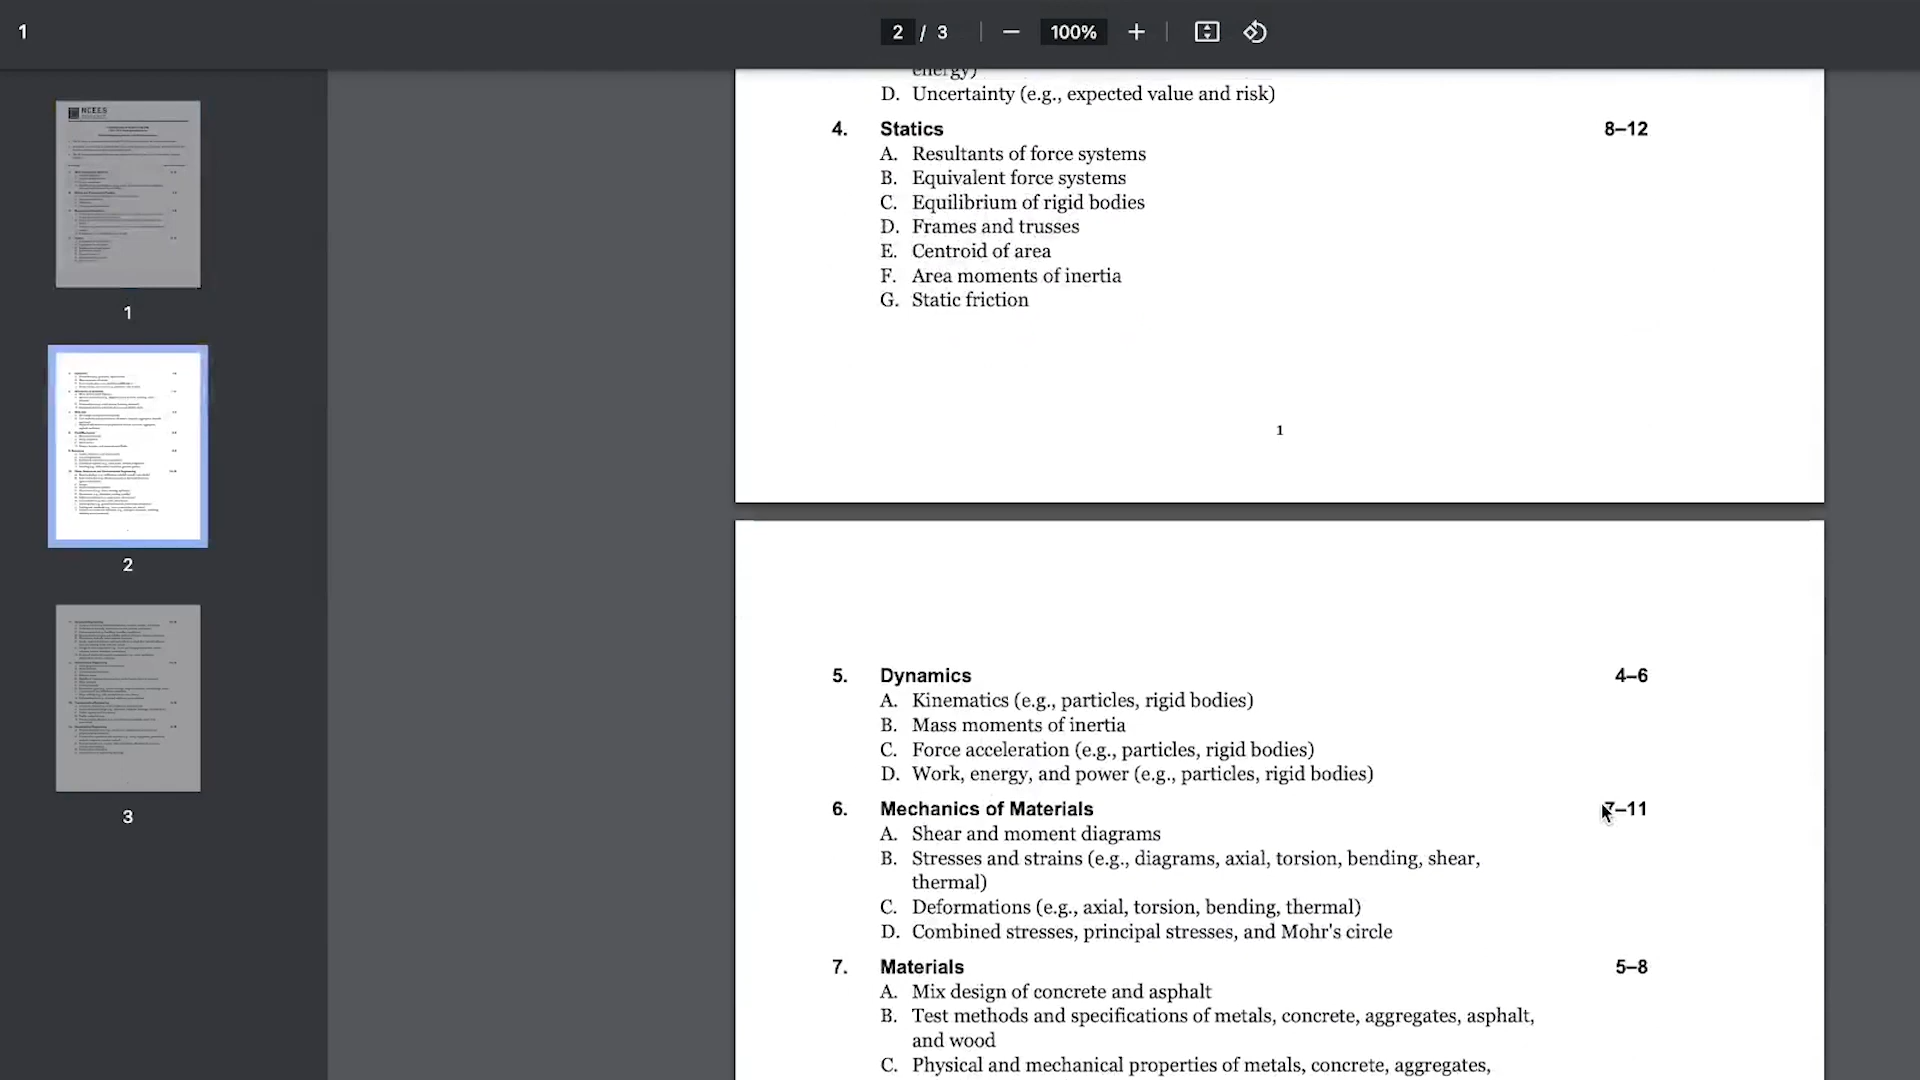 1
2 / 3
100%
NCEES
1
2
3
energy)
D. Uncertainty (e.g., expected value and risk)
4. Statics 8–12
A. Resultants of force systems
B. Equivalent force systems
C. Equilibrium of rigid bodies
D. Frames and trusses
E. Centroid of area
F. Area moments of inertia
G. Static friction
1
5. Dynamics 4–6
A. Kinematics (e.g., particles, rigid bodies)
B. Mass moments of inertia
C. Force acceleration (e.g., particles, rigid bodies)
D. Work, energy, and power (e.g., particles, rigid bodies)
6. Mechanics of Materials 7–11
A. Shear and moment diagrams
B. Stresses and strains (e.g., diagrams, axial, torsion, bending, shear,
thermal)
C. Deformations (e.g., axial, torsion, bending, thermal)
D. Combined stresses, principal stresses, and Mohr's circle
7. Materials 5–8
A. Mix design of concrete and asphalt
B. Test methods and specifications of metals, concrete, aggregates, asphalt,
and wood
C. Physical and mechanical properties of metals, concrete, aggregates,